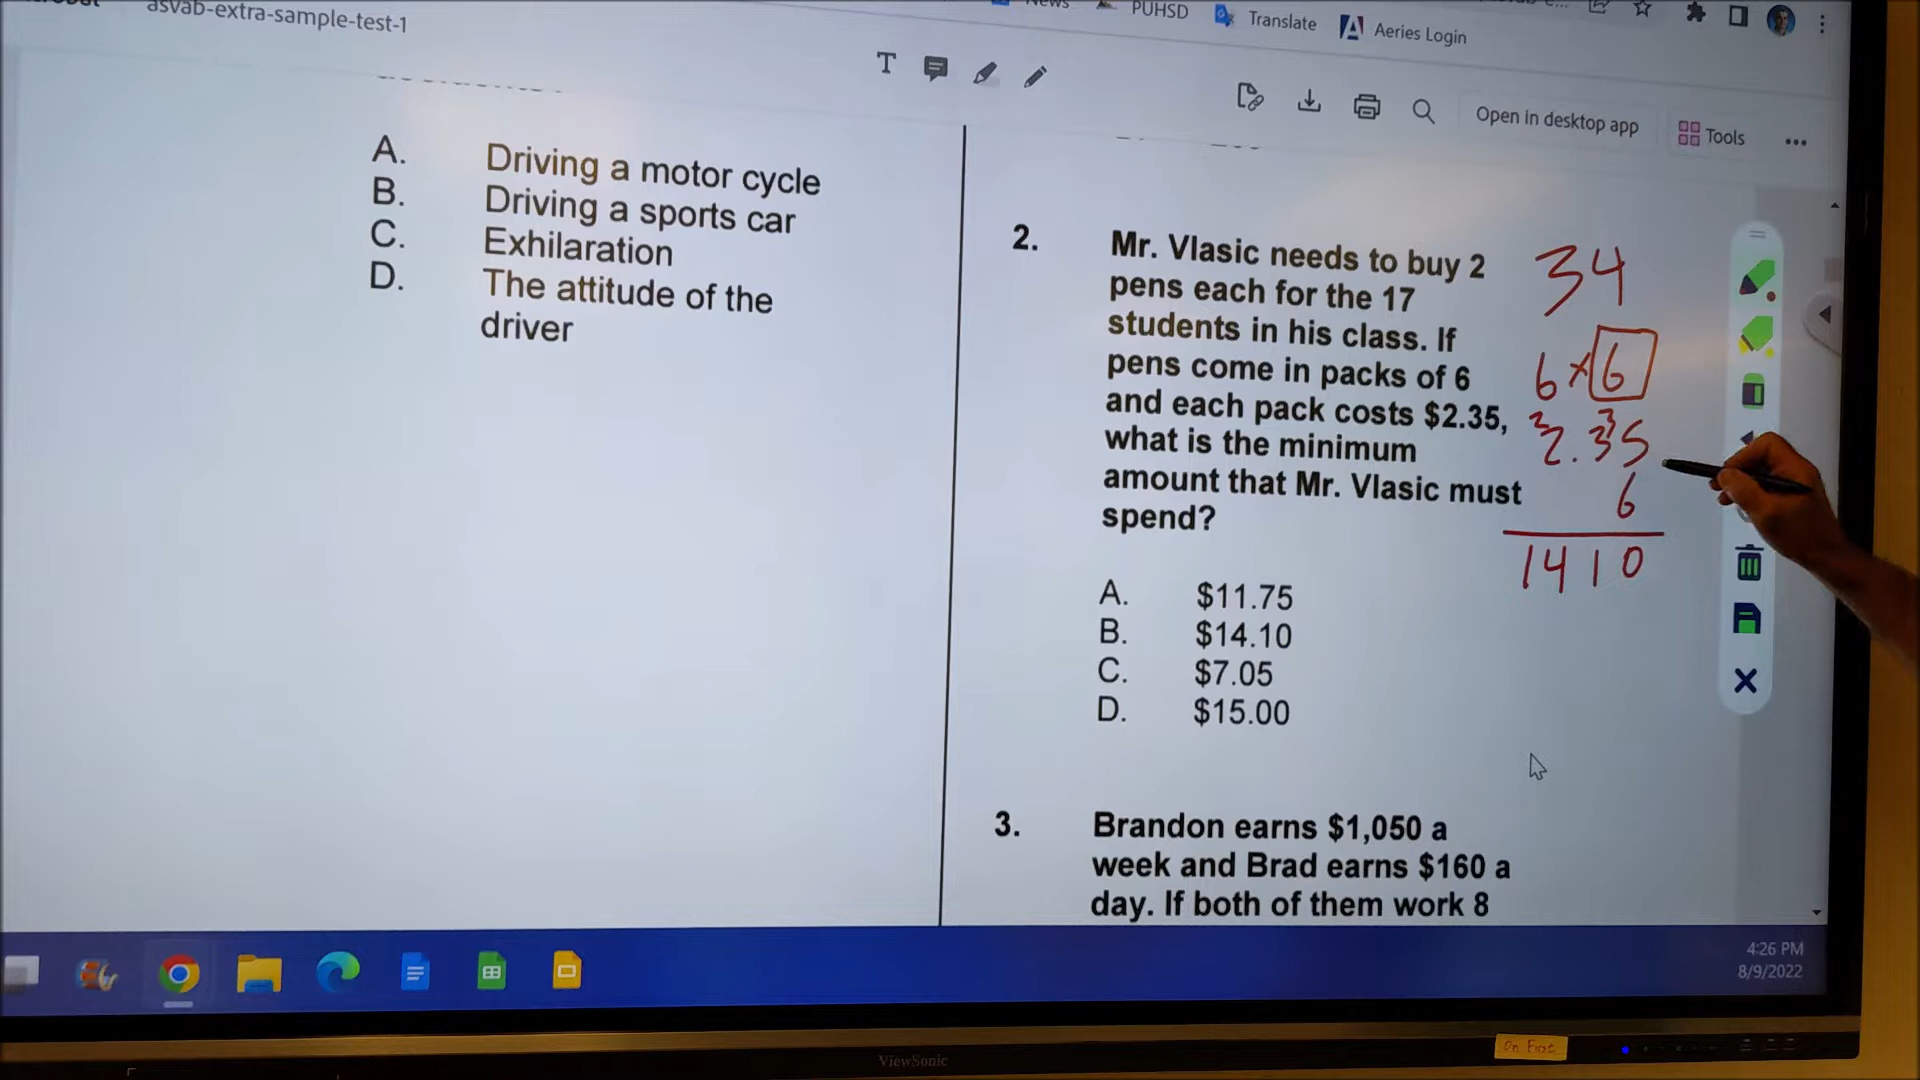 asvab-extra-sample-test-1
News
PUHSD
Translate
Aeries Login
T
Open in desktop app
Tools
A. Driving a motor cycle
B. Driving a sports car
C. Exhilaration
D. The attitude of the
driver
2. Mr. Vlasic needs to buy 2
pens each for the 17
students in his class. If
pens come in packs of 6
and each pack costs $2.35,
what is the minimum
amount that Mr. Vlasic must
spend?
A. $11.75
B. $14.10
C. $7.05
D. $15.00
34
6 × 6
2 3
2.35
6
1410
3. Brandon earns $1,050 a
week and Brad earns $160 a
day. If both of them work 8
4:26 PM
8/9/2022
ViewSonic
On First